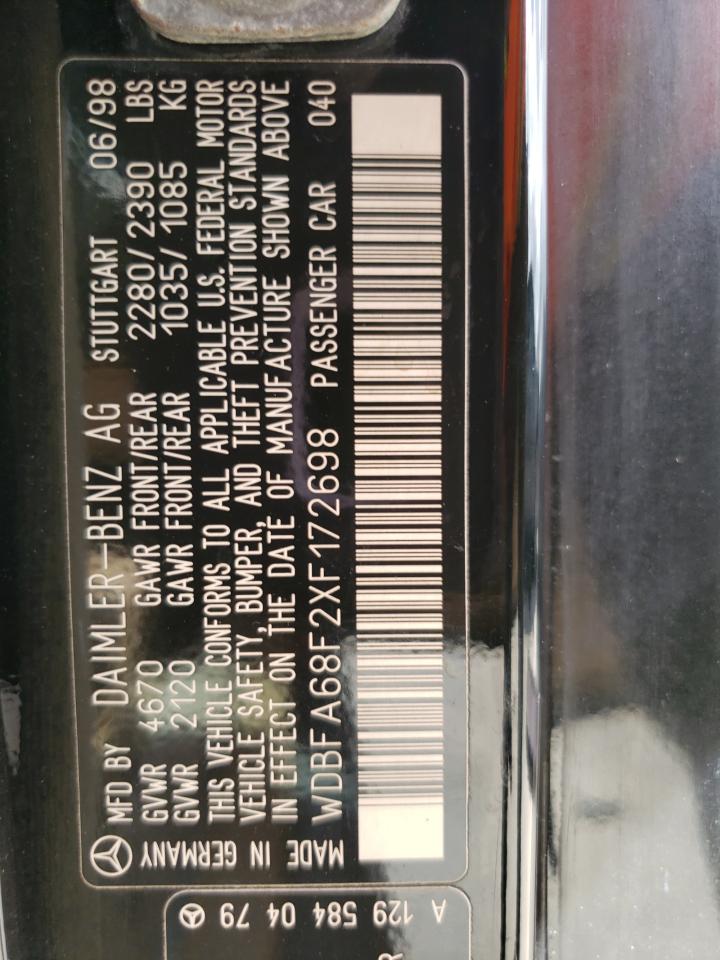 MFD BY DAIMLER-BENZ AG STUTTGART 06/98
GVWR 4670 GAWR FRONT/REAR 2280/2390 LBS
GVWR 2120 GAWR FRONT/REAR 1035/1085 KG
THIS VEHICLE CONFORMS TO ALL APPLICABLE U.S. FEDERAL MOTOR
VEHICLE SAFETY, BUMPER, AND THEFT PREVENTION STANDARDS
IN EFFECT ON THE DATE OF MANUFACTURE SHOWN ABOVE
WDBFA68F2XF172698 PASSENGER CAR 040
MADE IN GERMANY
A 129 584 04 79
R